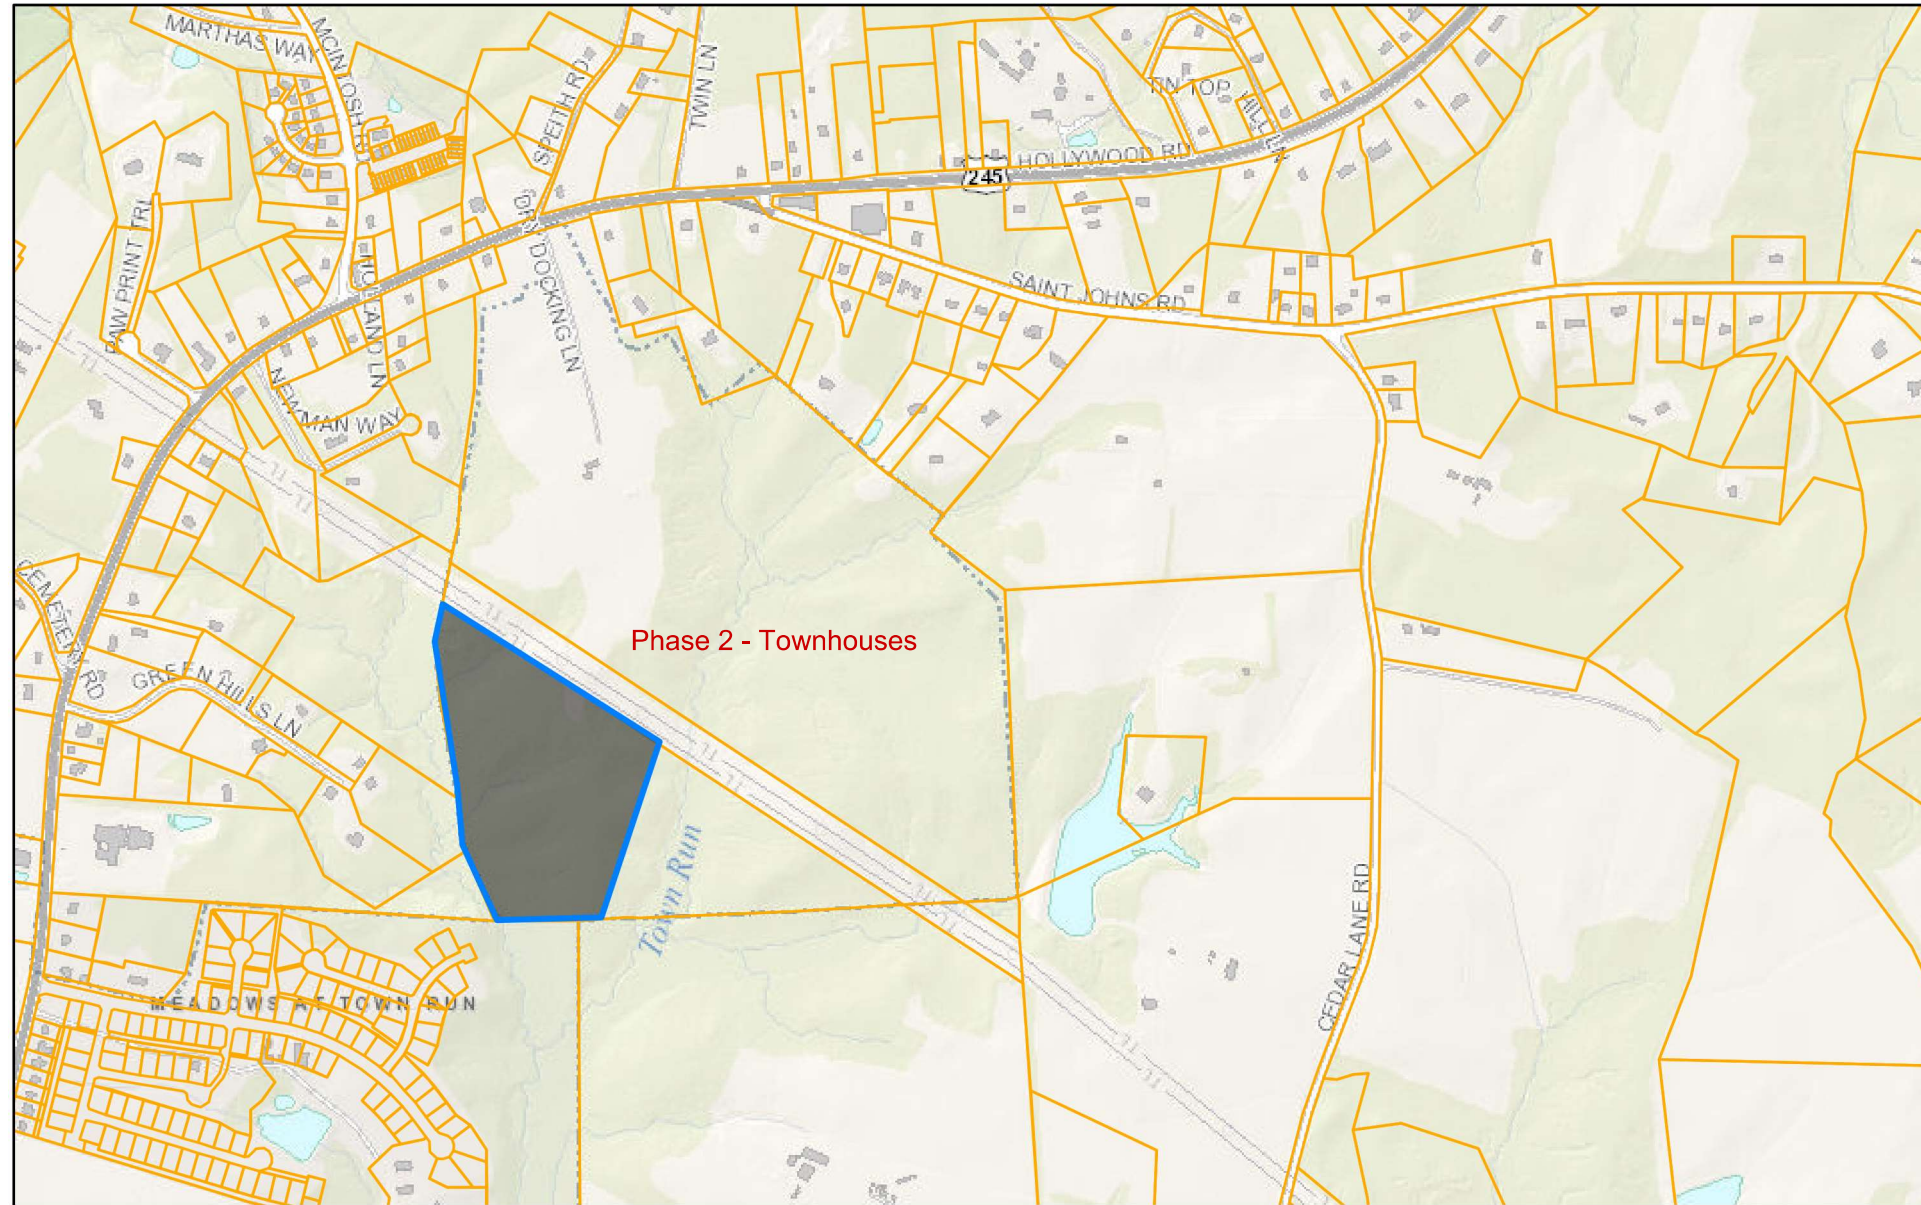 MARTHAS WAY
MCINTOSH RD
SPEITH RD
TWIN LN
TIN TOP HILL LN
HOLLYWOOD RD
245
PAW PRINT TRL
HOLLAND LN
DRY DOCKING LN
SAINT JOHNS RD
NEWMAN WAY
CEMETERY RD
GREEN HILLS LN
Phase 2 - Townhouses
Town Run
CEDAR LANE RD
MEADOWS AT TOWN RUN